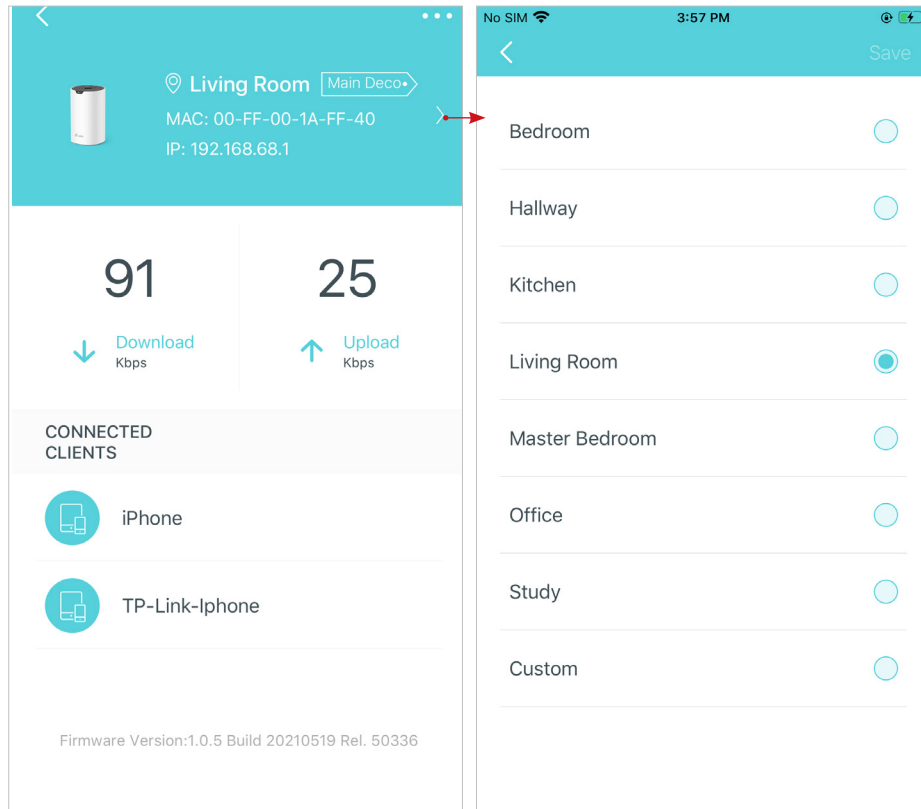 Living Room Main Deco
MAC: 00-FF-00-1A-FF-40
IP: 192.168.68.1
91
25
Download
Kbps
Upload
Kbps
CONNECTED
CLIENTS
iPhone
TP-Link-Iphone
Firmware Version:1.0.5 Build 20210519 Rel. 50336
No SIM 3:57 PM
Save
Bedroom
Hallway
Kitchen
Living Room
Master Bedroom
Office
Study
Custom